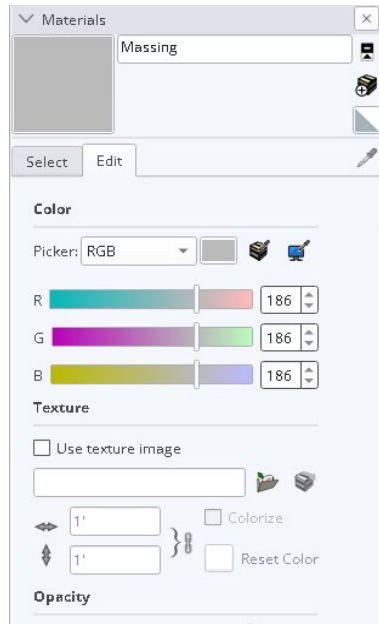 Materials
Massing
Select Edit
Color
Picker: RGB
R 186
G 186
B 186
Texture
Use texture image
1' Colorize
1' Reset Color
Opacity